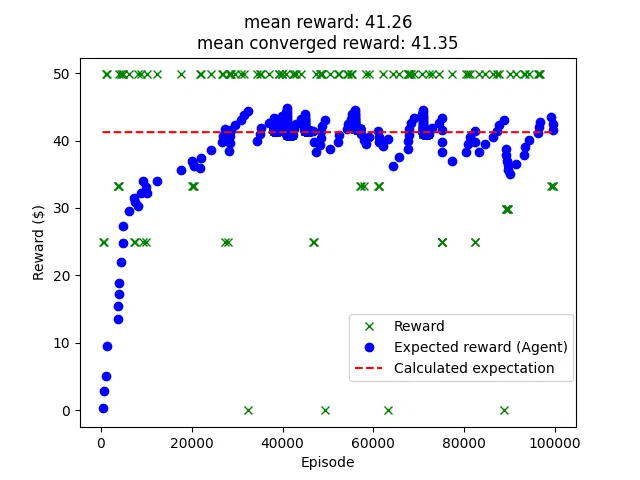 mean reward: 41.26
mean converged reward: 41.35
50
40
30
20
10
0
Reward ($)
Reward
Expected reward (Agent)
Calculated expectation
0 20000 40000 60000 80000 100000
Episode